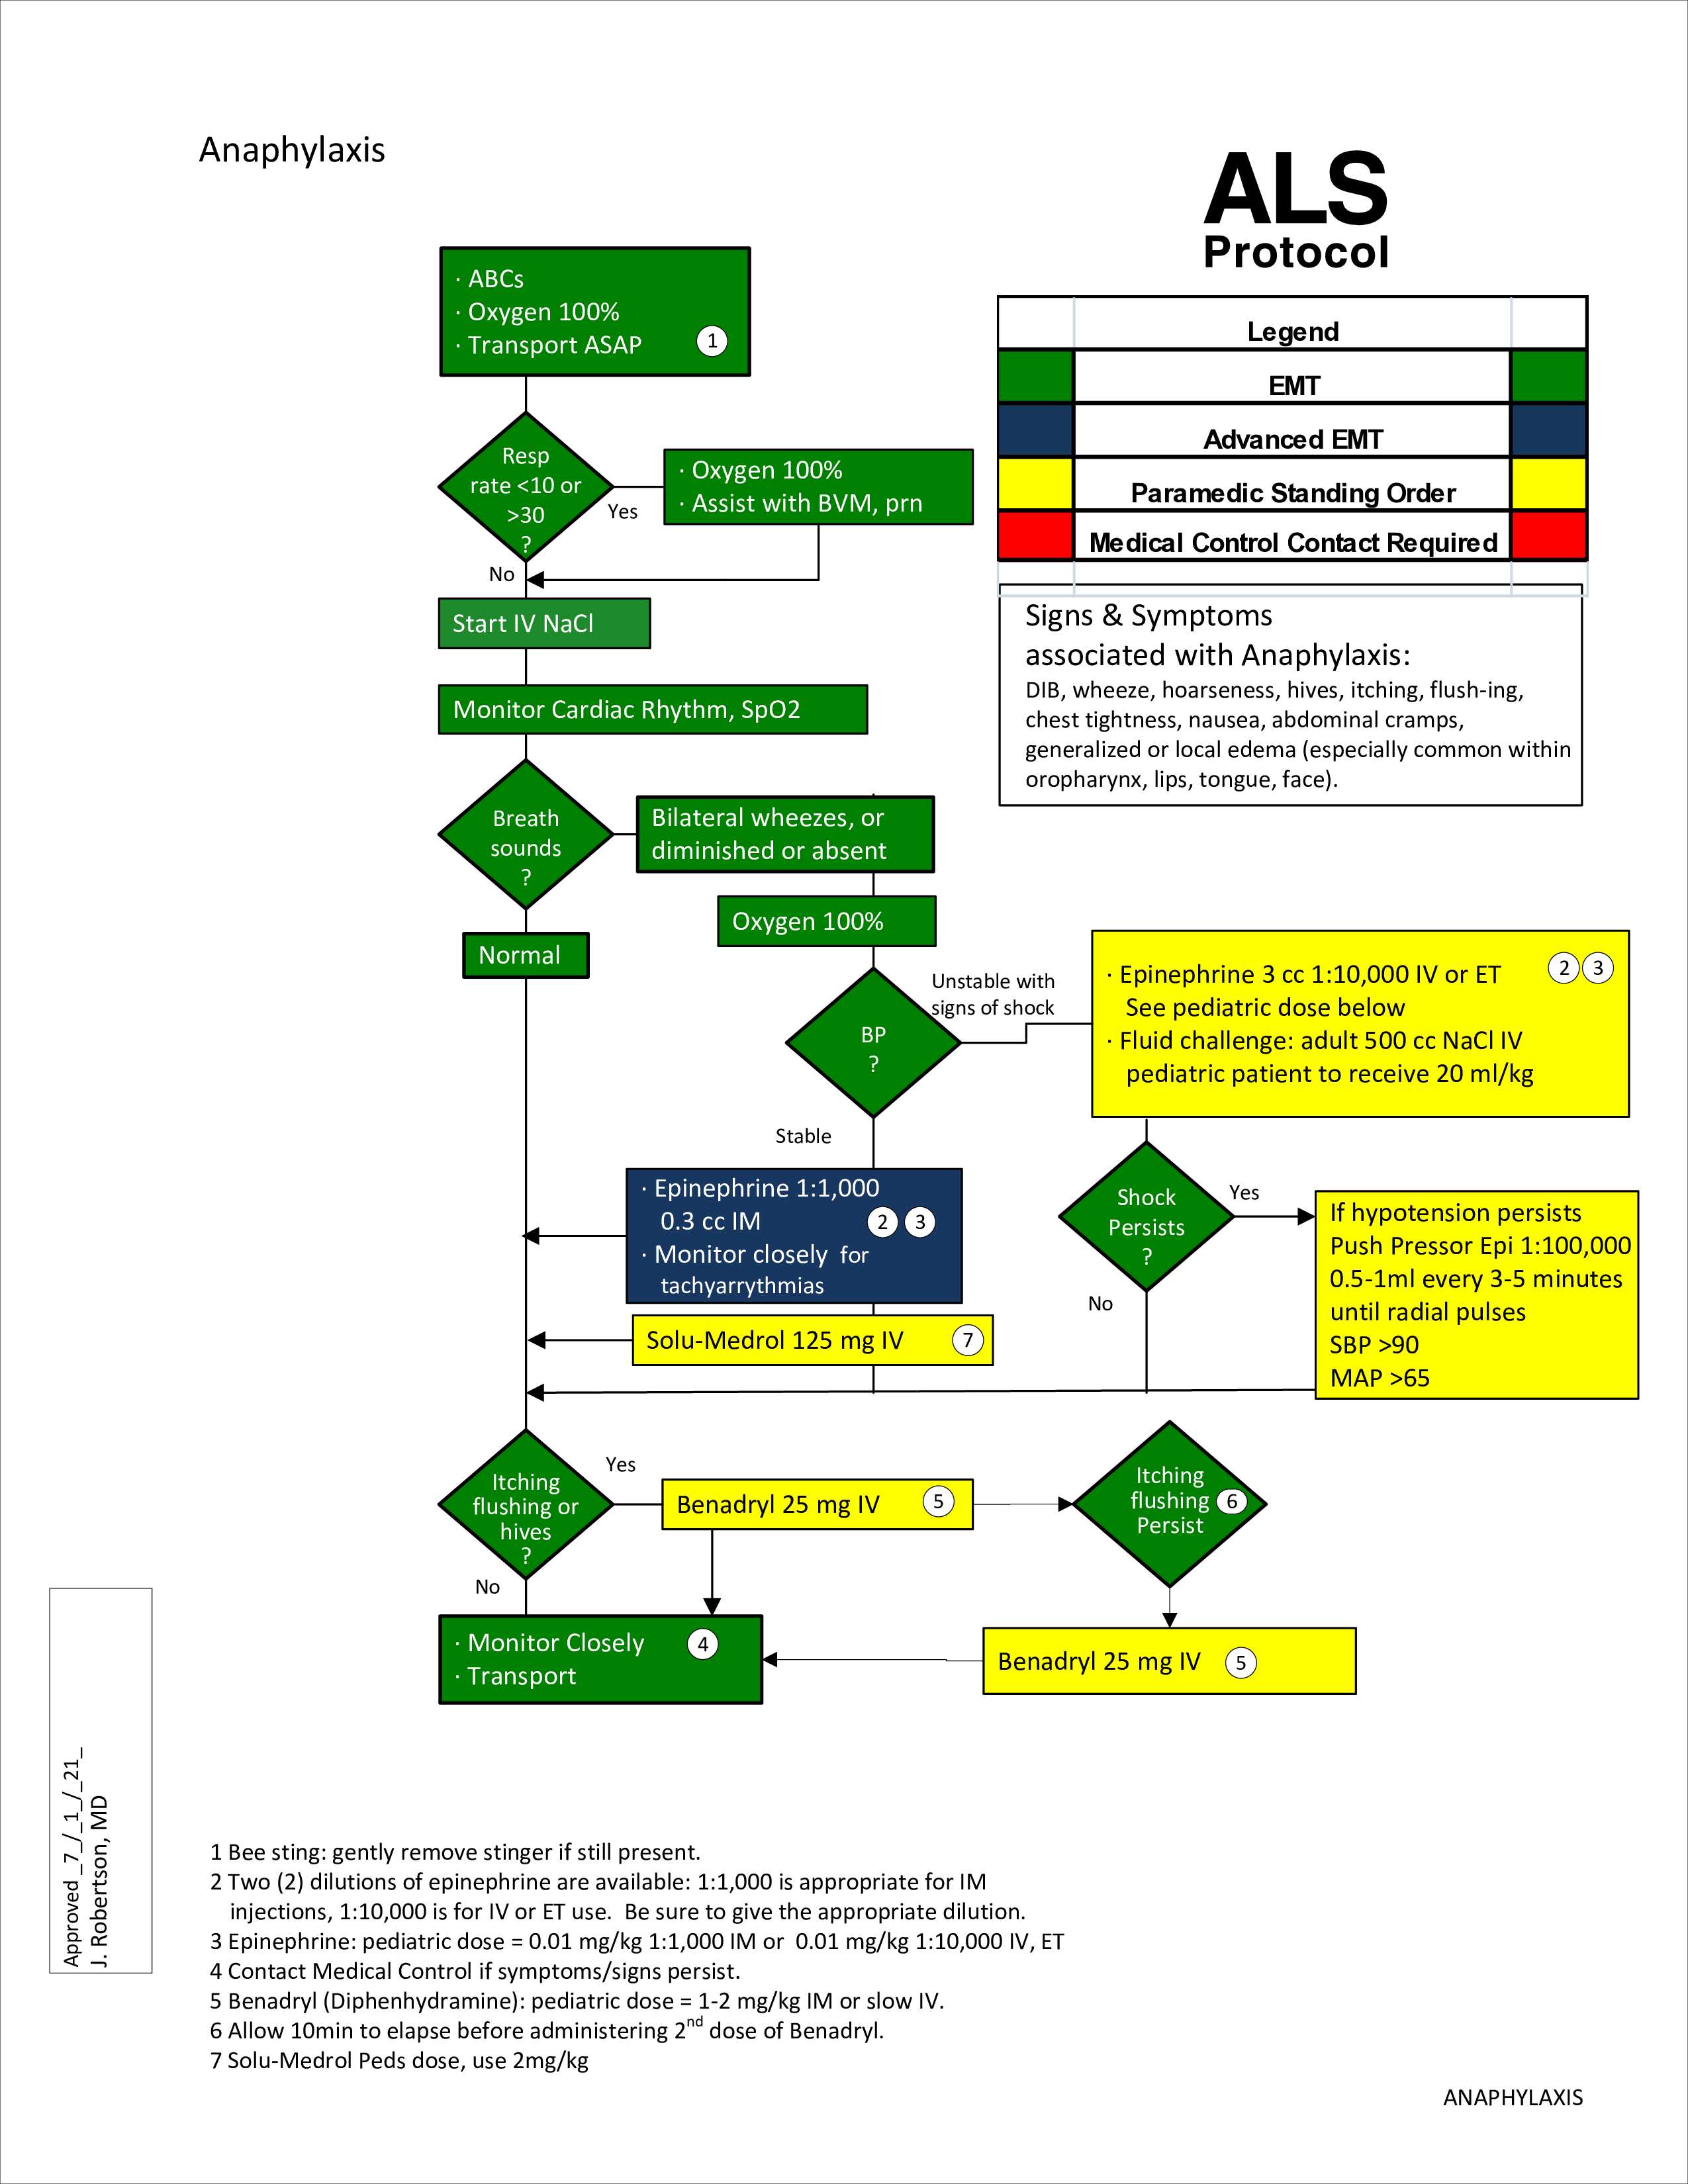 Anaphylaxis
ALS
Protocol
· ABCs
· Oxygen 100%
· Transport ASAP
1
Legend
EMT
Advanced EMT
Paramedic Standing Order
Medical Control Contact Required
Resp
rate <10 or
>30
?
Yes
· Oxygen 100%
· Assist with BVM, prn
No
Start IV NaCl
Monitor Cardiac Rhythm, SpO2
Signs & Symptoms
associated with Anaphylaxis:
DIB, wheeze, hoarseness, hives, itching, flush-ing,
chest tightness, nausea, abdominal cramps,
generalized or local edema (especially common within
oropharynx, lips, tongue, face).
Breath
sounds
?
Bilateral wheezes, or
diminished or absent
Oxygen 100%
Normal
BP
?
Unstable with
signs of shock
· Epinephrine 3 cc 1:10,000 IV or ET
See pediatric dose below
· Fluid challenge: adult 500 cc NaCl IV
pediatric patient to receive 20 ml/kg
2 3
Stable
· Epinephrine 1:1,000
0.3 cc IM
2 3
· Monitor closely for
tachyarrythmias
Shock
Persists
?
Yes
No
If hypotension persists
Push Pressor Epi 1:100,000
0.5-1ml every 3-5 minutes
until radial pulses
SBP >90
MAP >65
Solu-Medrol 125 mg IV 7
Itching
flushing or
hives
?
Yes
Benadryl 25 mg IV 5
Itching
flushing 6
Persist
No
· Monitor Closely 4
· Transport
Benadryl 25 mg IV 5
Approved _7_/_1_/_21_
J. Robertson, MD
1 Bee sting: gently remove stinger if still present.
2 Two (2) dilutions of epinephrine are available: 1:1,000 is appropriate for IM
injections, 1:10,000 is for IV or ET use. Be sure to give the appropriate dilution.
3 Epinephrine: pediatric dose = 0.01 mg/kg 1:1,000 IM or 0.01 mg/kg 1:10,000 IV, ET
4 Contact Medical Control if symptoms/signs persist.
5 Benadryl (Diphenhydramine): pediatric dose = 1-2 mg/kg IM or slow IV.
6 Allow 10min to elapse before administering 2nd dose of Benadryl.
7 Solu-Medrol Peds dose, use 2mg/kg
ANAPHYLAXIS